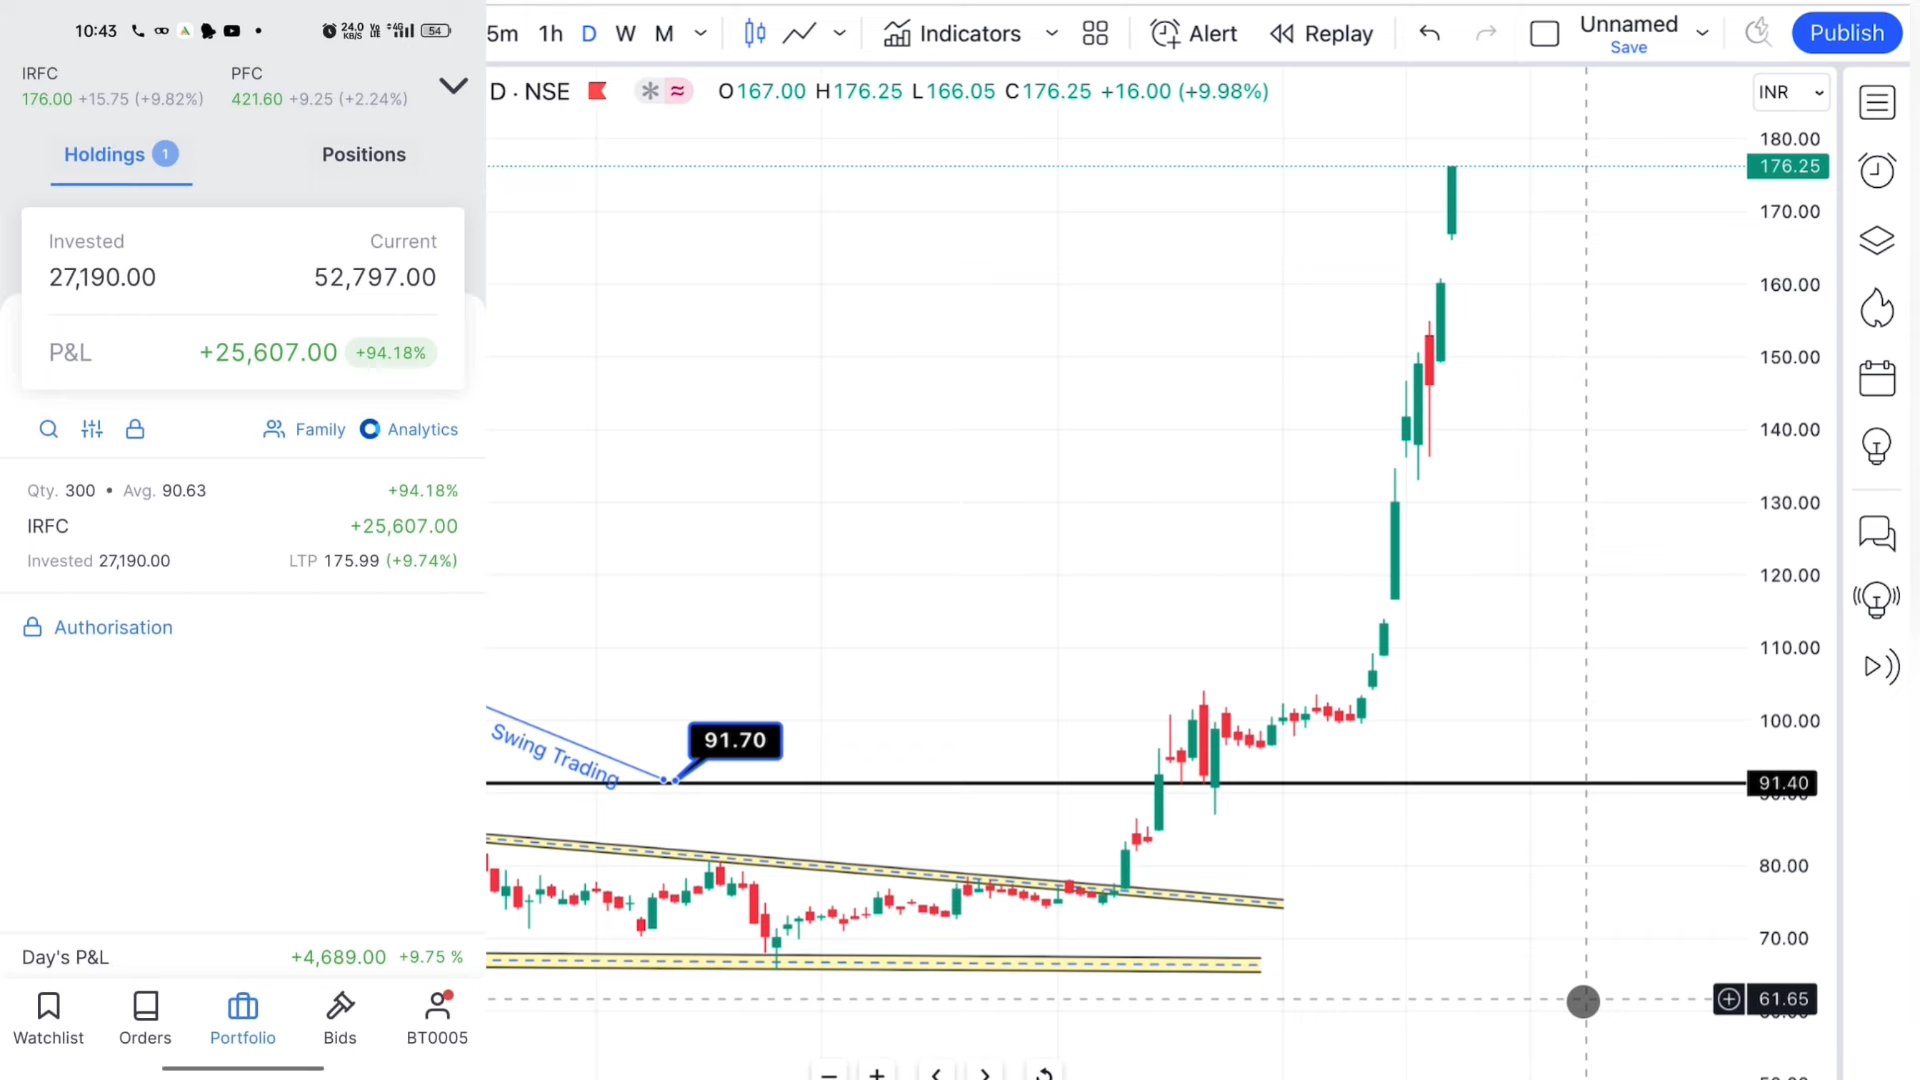 10:43 24.0 KB/S 4G 54
IRFC
176.00 +15.75 (+9.82%)
PFC
421.60 +9.25 (+2.24%)
Holdings 1
Positions
Invested
27,190.00
Current
52,797.00
P&L +25,607.00 +94.18%
Family Analytics
Qty. 300 • Avg. 90.63 +94.18%
IRFC +25,607.00
Invested 27,190.00 LTP 175.99 (+9.74%)
Authorisation
Day's P&L +4,689.00 +9.75 %
Watchlist Orders Portfolio Bids BT0005
5m 1h D W M Indicators Alert Replay Unnamed
Save
Publish
D · NSE O167.00 H176.25 L166.05 C176.25 +16.00 (+9.98%)
INR
180.00
176.25
170.00
160.00
150.00
140.00
130.00
120.00
110.00
100.00
91.40
80.00
70.00
61.65
Swing Trading
91.70